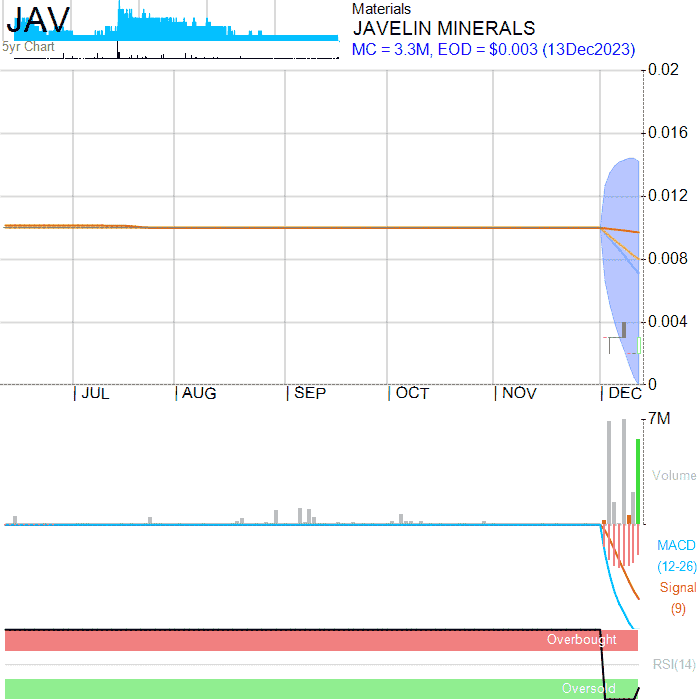 JAV
5yr Chart
Materials
JAVELIN MINERALS
MC = 3.3M, EOD = $0.003 (13Dec2023)
0.02
0.016
0.012
0.008
0.004
0
JUL AUG SEP OCT NOV DEC
7M
Volume
MACD
(12-26)
Signal
(9)
Overbought
RSI(14)
Oversold